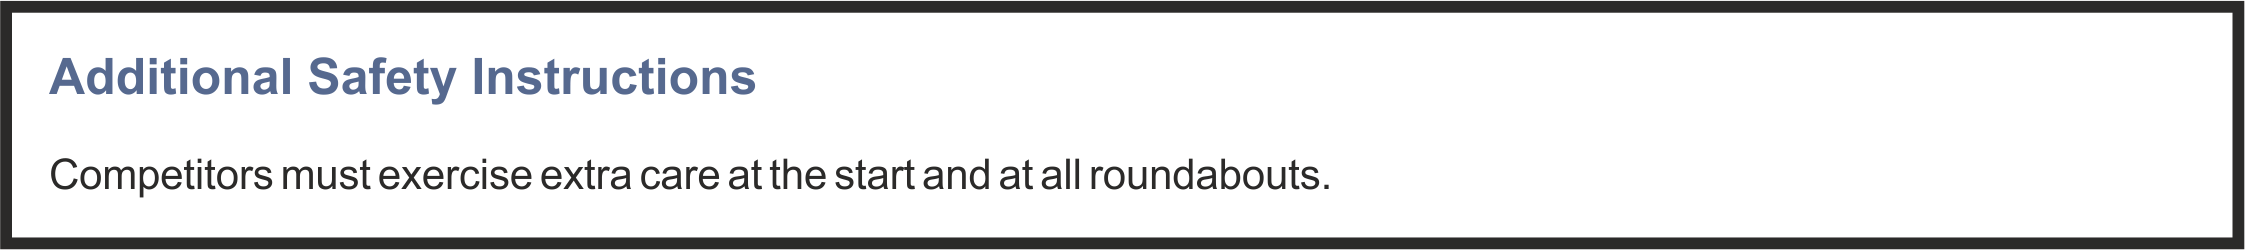 Additional Safety Instructions
Competitors must exercise extra care at the start and at all roundabouts.